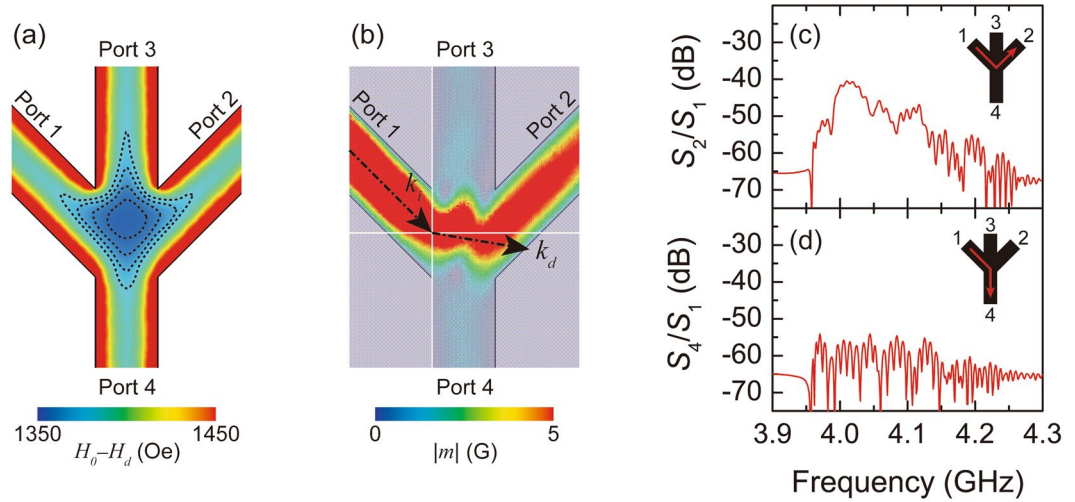 (a)
Port 3
Port 1
Port 2
Port 4
1350
1450
H0–Hd (Oe)
(b)
Port 3
Port 1
Port 2
ki
kd
Port 4
0
5
|m| (G)
(c)
S2/S1 (dB)
-30
-40
-50
-60
-70
3
1
2
4
(d)
S4/S1 (dB)
-30
-40
-50
-60
-70
3
1
2
4
3.9
4.0
4.1
4.2
4.3
Frequency (GHz)